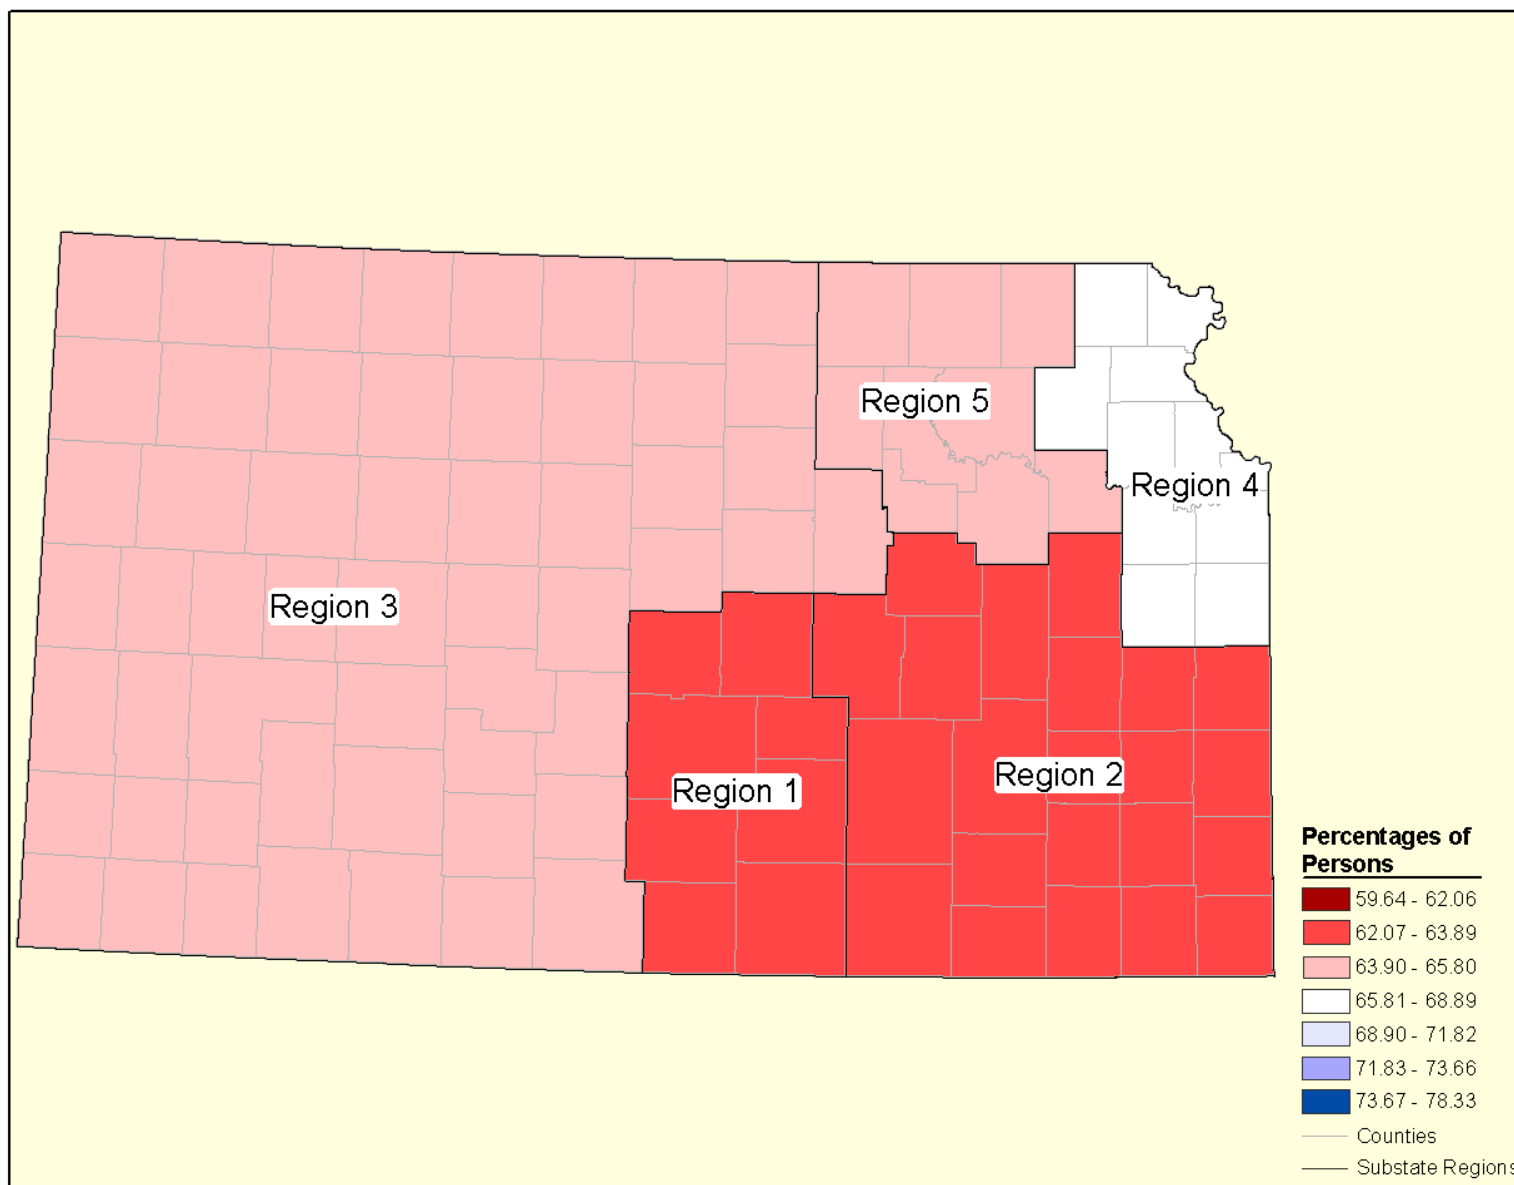 Region 5
Region 4
Region 3
Region 2
Region 1
Percentages of
Persons
59.64 - 62.06
62.07 - 63.89
63.90 - 65.80
65.81 - 68.89
68.90 - 71.82
71.83 - 73.66
73.67 - 78.33
Counties
Substate Regions